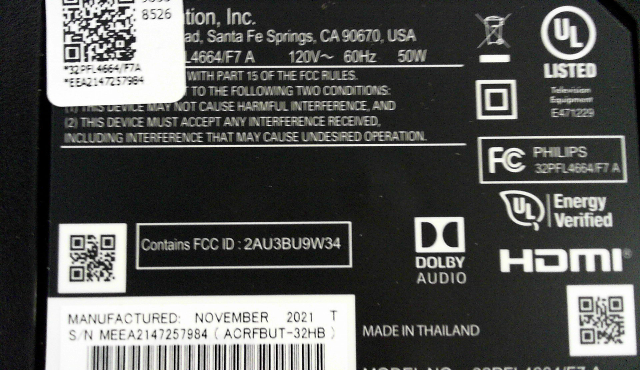 8526
*32PFL4664/F7A
*EEA2147257984
ation, Inc.
ad, Santa Fe Springs, CA 90670, USA
L4664/F7 A 120V~ 60Hz 50W
WITH PART 15 OF THE FCC RULES.
T TO THE FOLLOWING TWO CONDITIONS:
(1) THIS DEVICE MAY NOT CAUSE HARMFUL INTERFERENCE, AND
(2) THIS DEVICE MUST ACCEPT ANY INTERFERENCE RECEIVED,
INCLUDING INTERFERENCE THAT MAY CAUSE UNDESIRED OPERATION.
UL
LISTED
Television
Equipment
E471229
FC PHILIPS
32PFL4664/F7 A
UL Energy
Verified
Contains FCC ID : 2AU3BU9W34
DOLBY
AUDIO
HDMI®
MANUFACTURED: NOVEMBER 2021 T
S/N MEEA2147257984 ( ACRFBUT-32HB )
MADE IN THAILAND
MODEL NO. 32PFL4664/F7 A